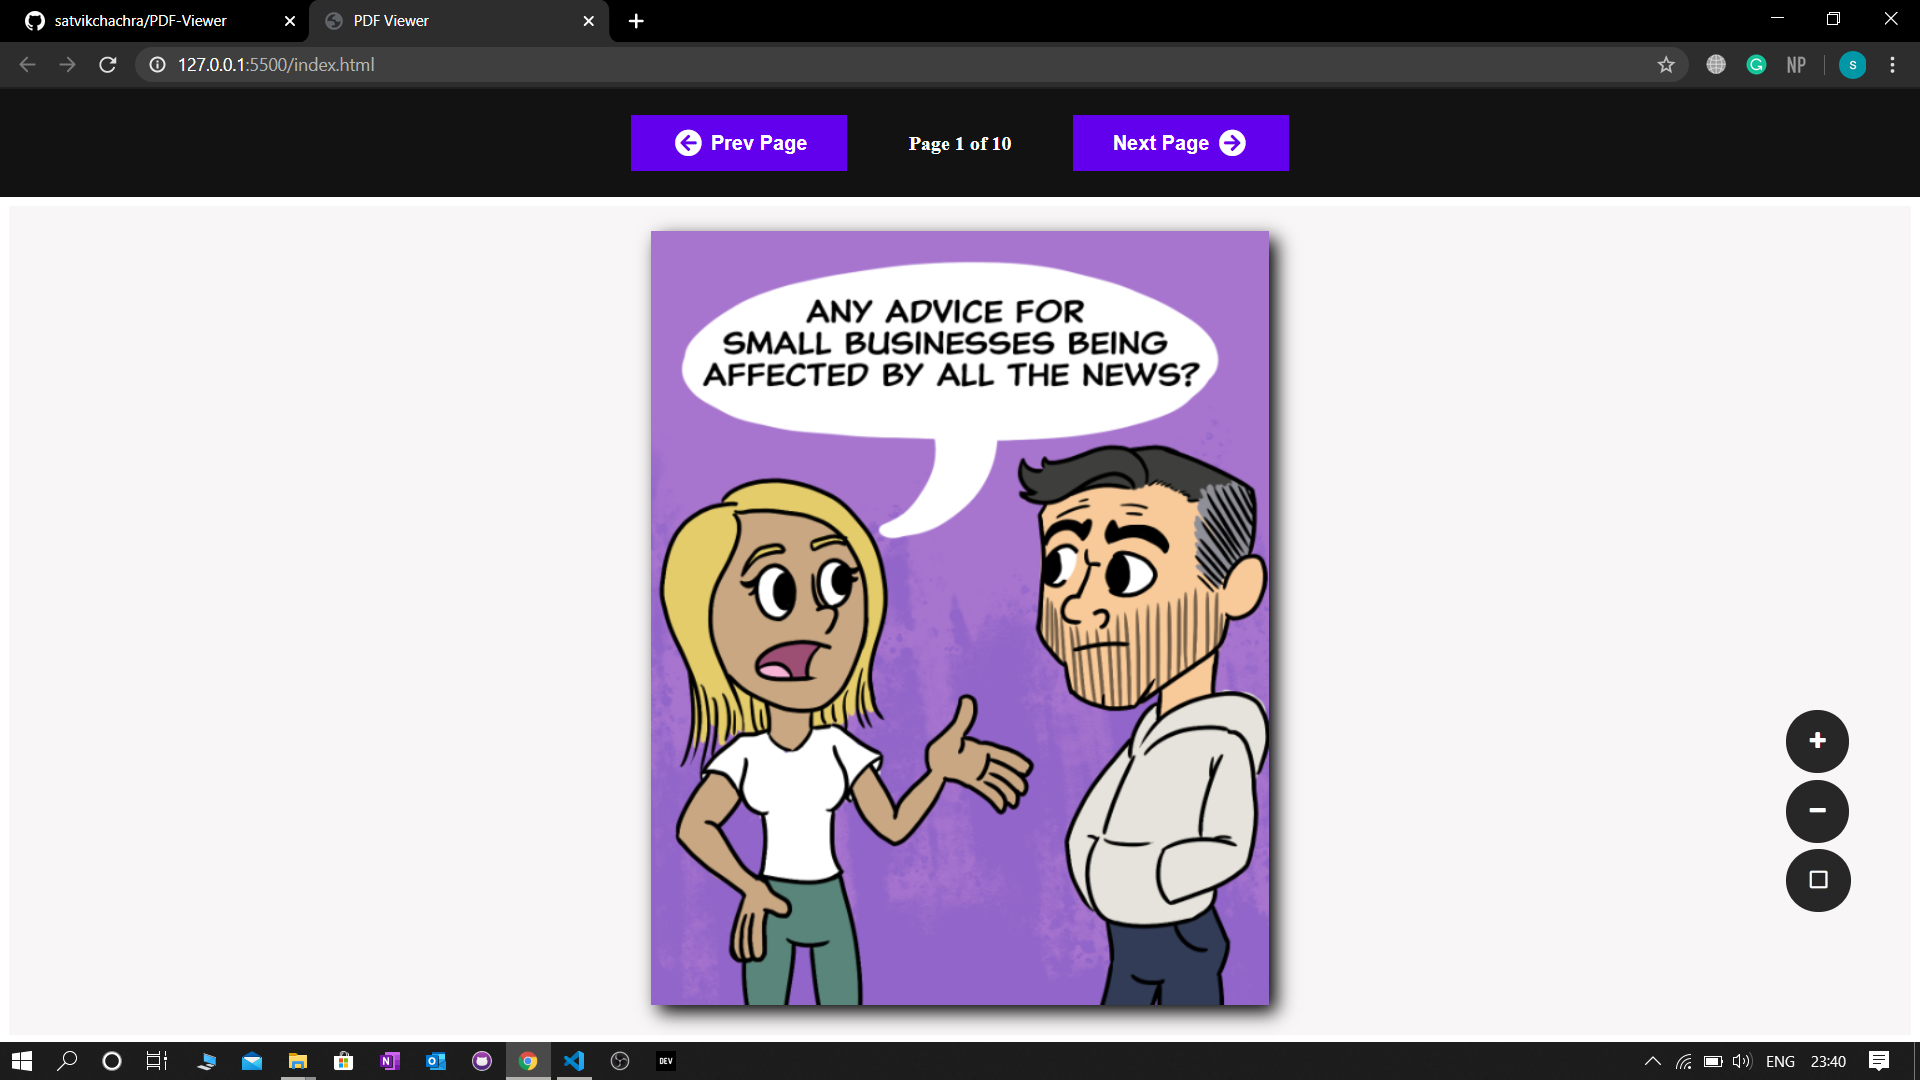 satvikchachra/PDF-Viewer
PDF Viewer
127.0.0.1:5500/index.html
NP
S
Prev Page
Page 1 of 10
Next Page
ANY ADVICE FOR
SMALL BUSINESSES BEING
AFFECTED BY ALL THE NEWS?
DEV
ENG
23:40